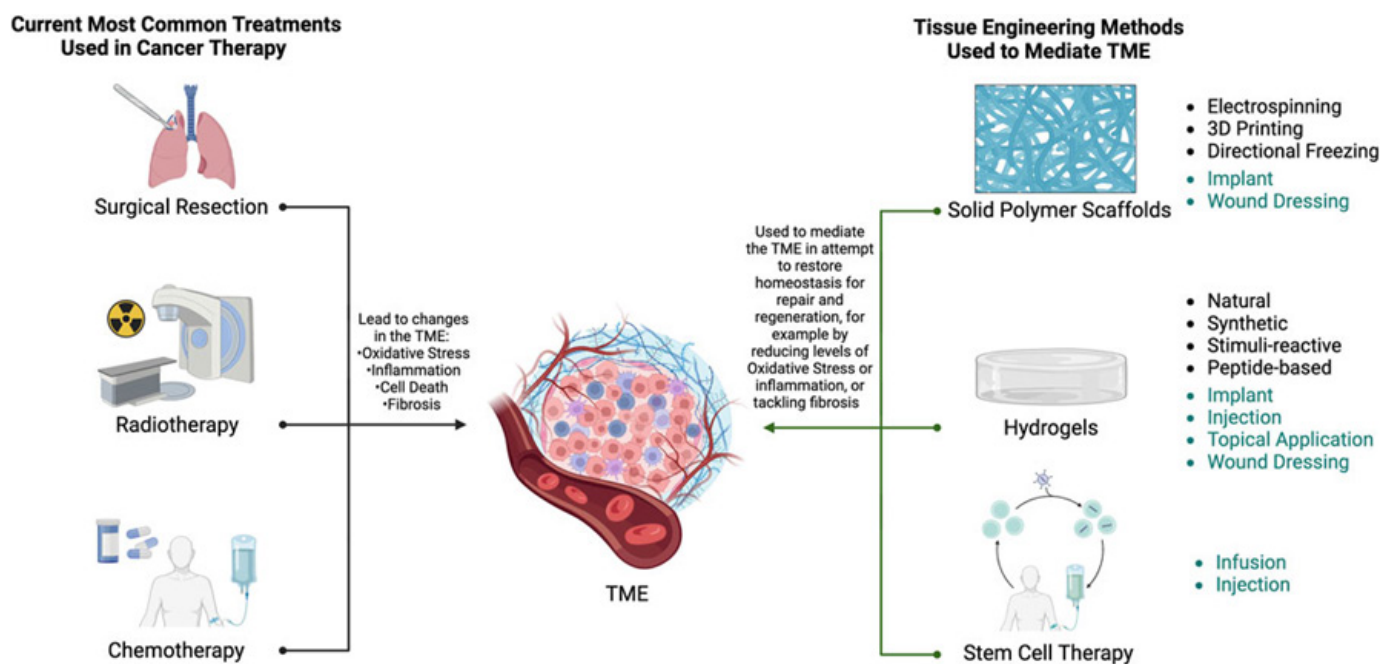 Current Most Common Treatments
Used in Cancer Therapy
Surgical Resection
Radiotherapy
Chemotherapy
Lead to changes
in the TME:
•Oxidative Stress
•Inflammation
•Cell Death
•Fibrosis
TME
Used to mediate
the TME in attempt
to restore
homeostasis for
repair and
regeneration, for
example by
reducing levels of
Oxidative Stress or
inflammation, or
tackling fibrosis
Tissue Engineering Methods
Used to Mediate TME
Solid Polymer Scaffolds
• Electrospinning
• 3D Printing
• Directional Freezing
• Implant
• Wound Dressing
Hydrogels
• Natural
• Synthetic
• Stimuli-reactive
• Peptide-based
• Implant
• Injection
• Topical Application
• Wound Dressing
Stem Cell Therapy
• Infusion
• Injection